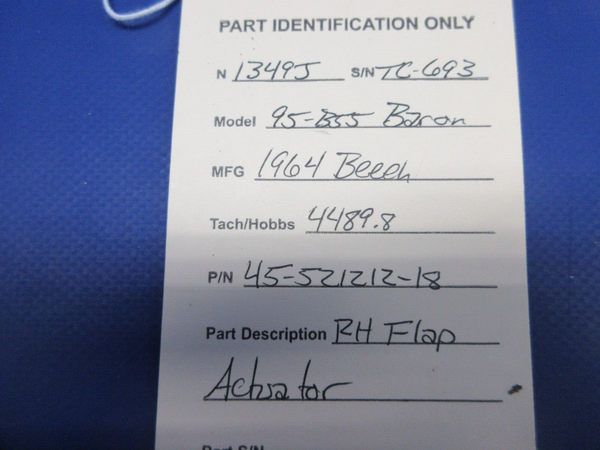 PART IDENTIFICATION ONLY
N 1349J S/N TC-693
Model 95-B55 Baron
MFG 1964 Beech
Tach/Hobbs 4489.8
P/N 45-521212-18
Part Description RH Flap
Actuator
Part S/N